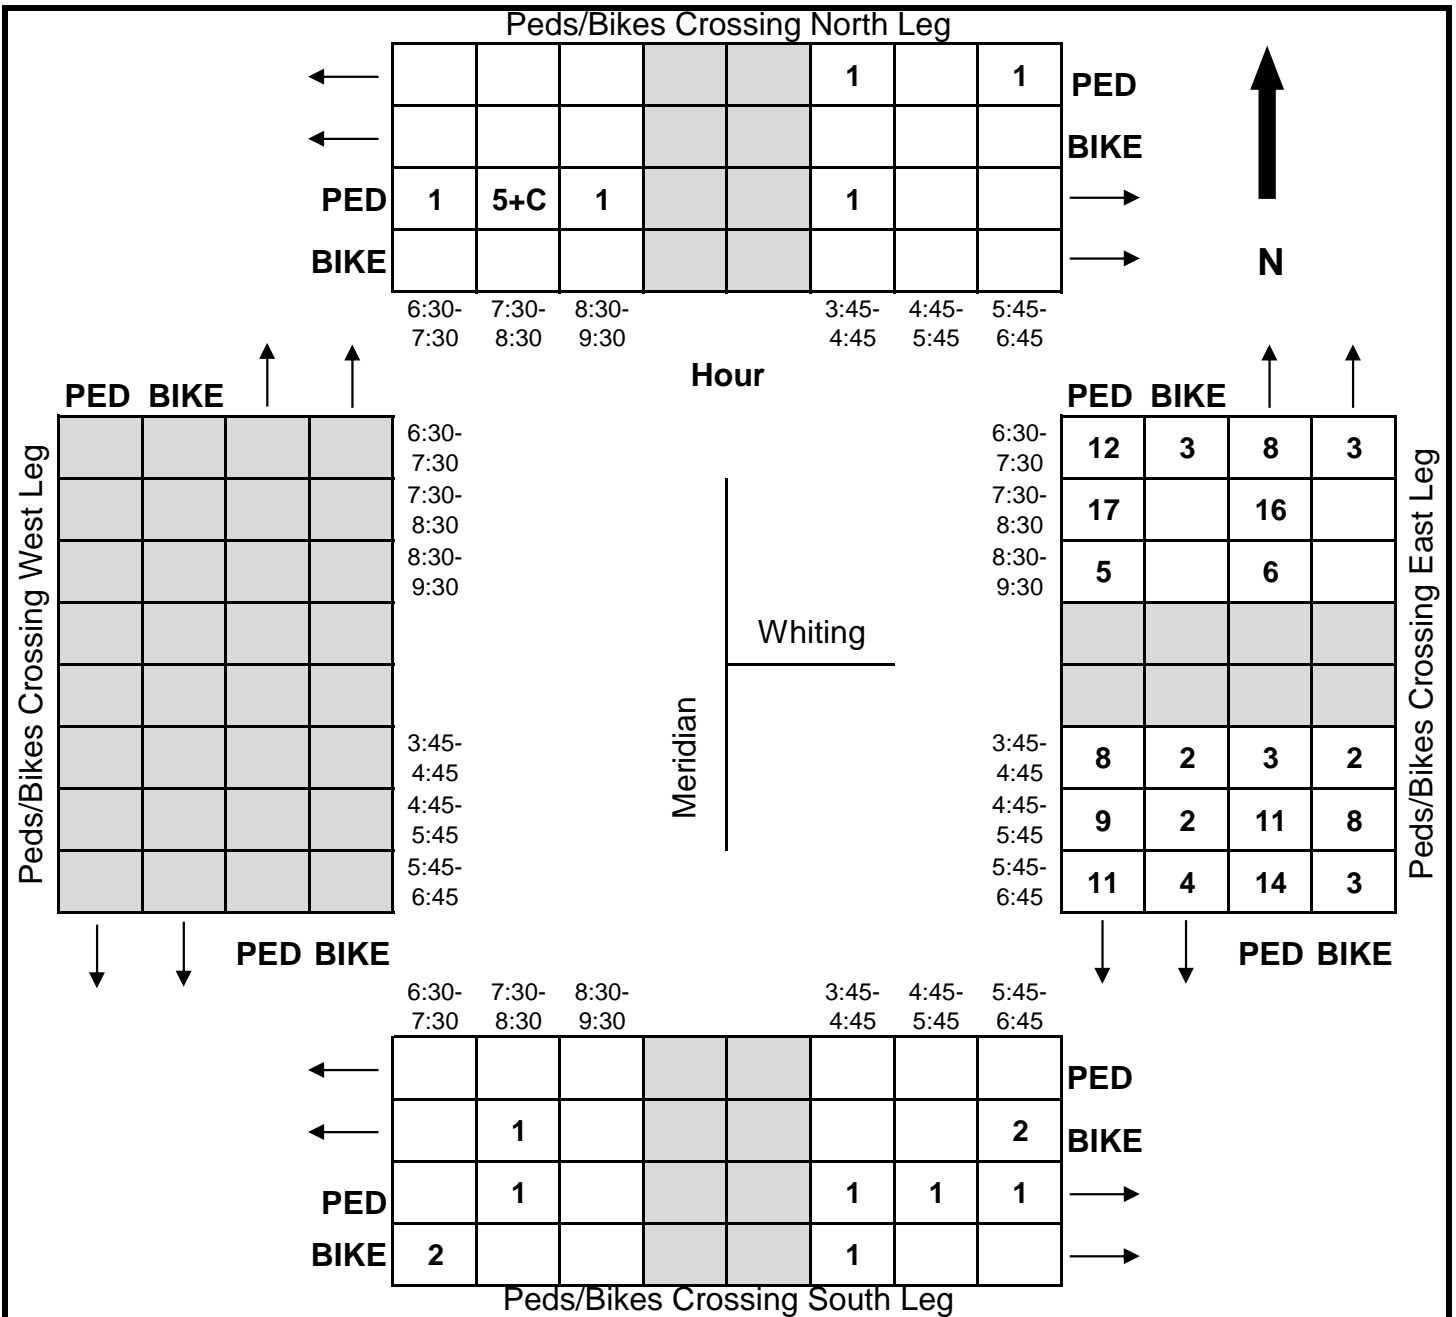 Peds/Bikes Crossing North Leg
1 1 PED
BIKE
PED 1 5+C 1 1
BIKE
N
6:30- 7:30- 8:30- 3:45- 4:45- 5:45-
7:30 8:30 9:30 4:45 5:45 6:45
Hour
PED BIKE
Peds/Bikes Crossing West Leg
6:30-
7:30
7:30-
8:30
8:30-
9:30
3:45-
4:45
4:45-
5:45
5:45-
6:45
PED BIKE
Whiting
Meridian
PED BIKE
6:30-
7:30
12 3 8 3
7:30-
8:30
17 16
8:30-
9:30
5 6
3:45-
4:45
8 2 3 2
4:45-
5:45
9 2 11 8
5:45-
6:45
11 4 14 3
PED BIKE
Peds/Bikes Crossing East Leg
6:30- 7:30- 8:30- 3:45- 4:45- 5:45-
7:30 8:30 9:30 4:45 5:45 6:45
PED
1 2 BIKE
PED 1 1 1 1
BIKE 2 1
Peds/Bikes Crossing South Leg